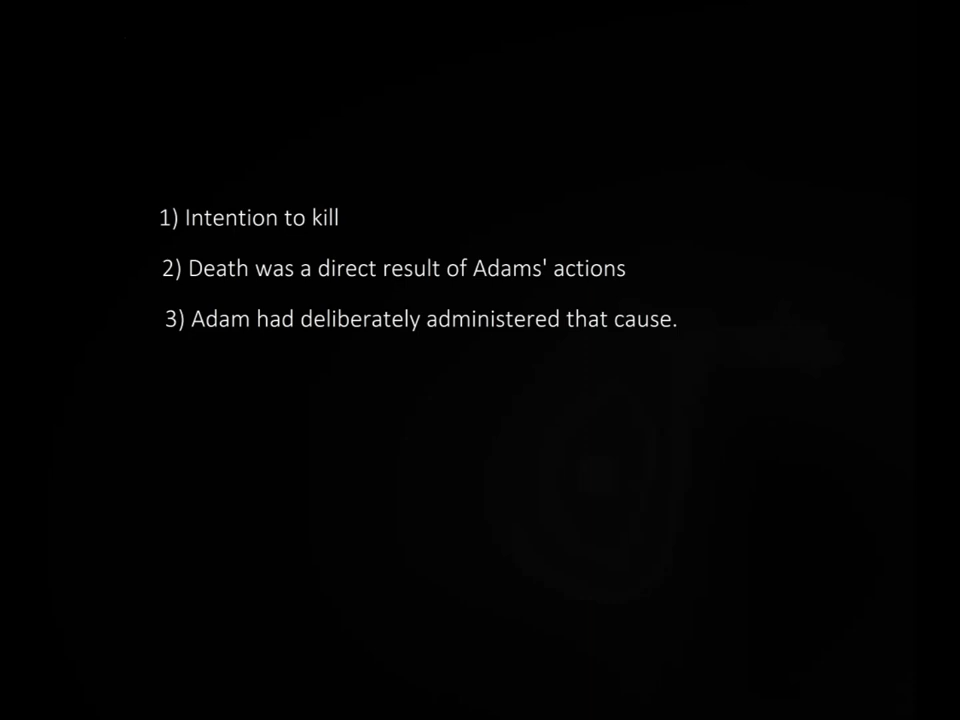 1) Intention to kill
2) Death was a direct result of Adams' actions
3) Adam had deliberately administered that cause.